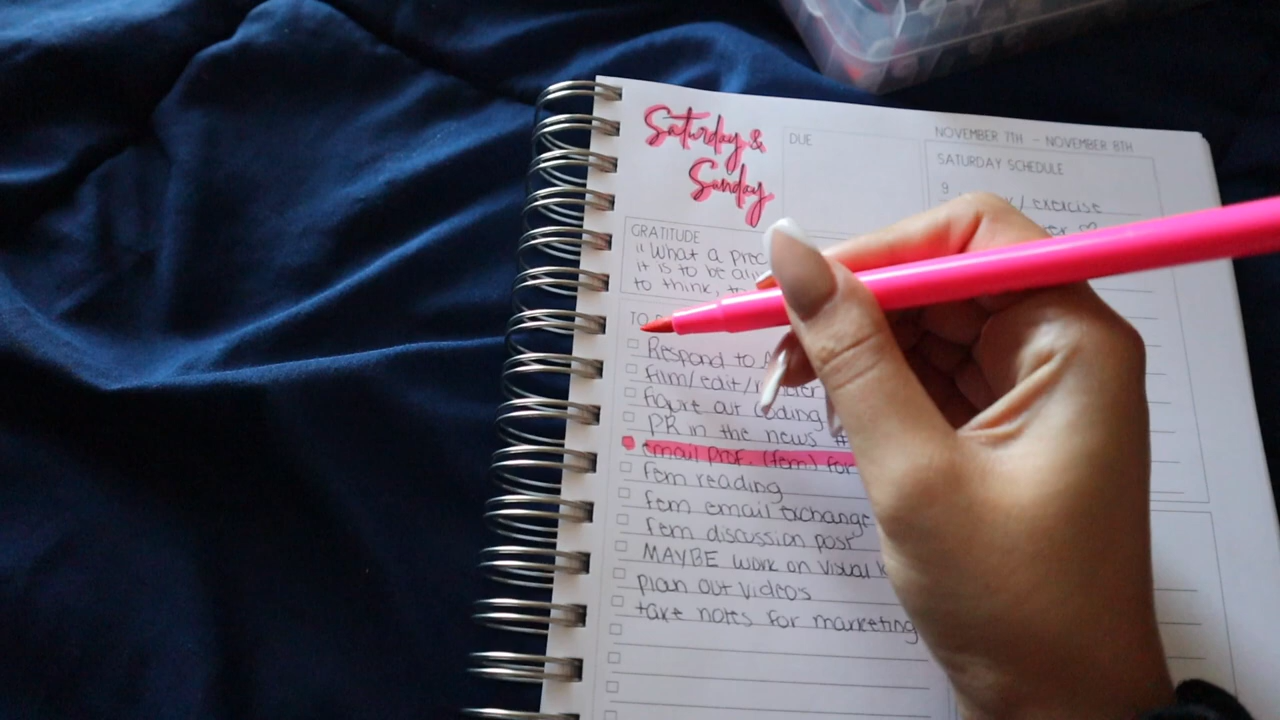 Saturday &
Sunday
DUE
NOVEMBER 7TH - NOVEMBER 8TH
SATURDAY SCHEDULE
9
/ exercise
GRATITUDE
"What a
it is to be
to think,
TO
Respond to
film/edit/
figure out coding
PR in the news #
email prof. (fem) for
fem reading
fem email exchange
fem discussion post
MAYBE work on visual
plan out videos
take notes for marketing